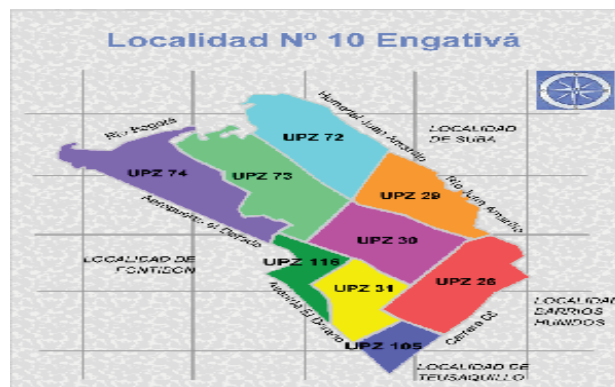 Localidad Nº 10 Engativá
Humedal Juan Amarillo
Rio Bogotá
UPZ 72
LOCALIDAD
DE SUBA
UPZ 74
UPZ 73
UPZ 29
Rio Juan Amarillo
Aeropuerto El Dorado
UPZ 30
LOCALIDAD DE
FONTIBON
UPZ 116
UPZ 31
UPZ 26
Avenida El Dorado
Carrera 68
LOCALIDAD
BARRIOS
UNIDOS
UPZ 105
LOCALIDAD DE
TEUSAQUILLO